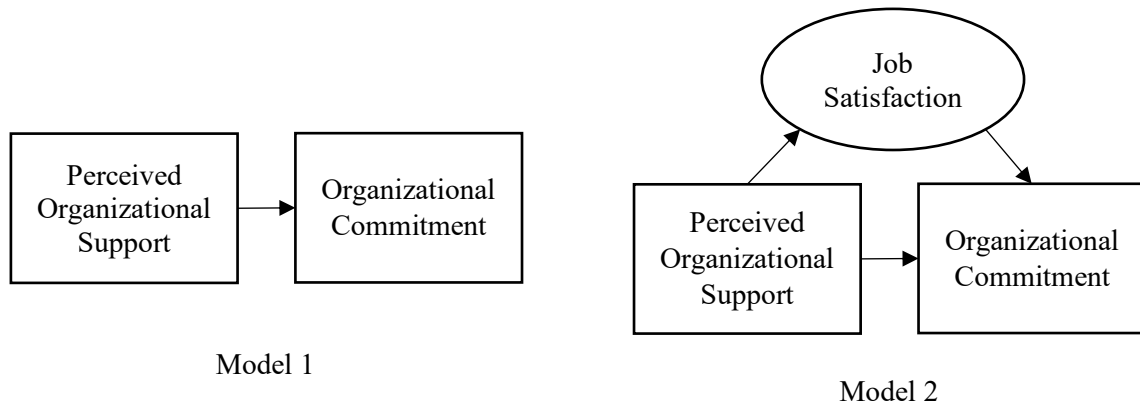 Perceived
Organizational
Support
Organizational
Commitment
Model 1
Job
Satisfaction
Perceived
Organizational
Support
Organizational
Commitment
Model 2